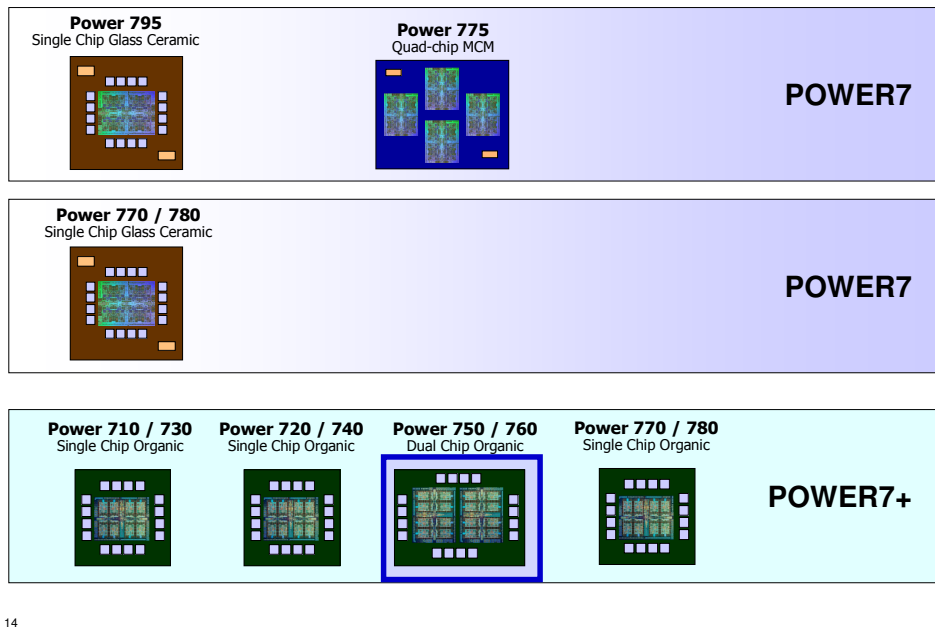 Power 795
Single Chip Glass Ceramic
Power 775
Quad-chip MCM
POWER7
Power 770 / 780
Single Chip Glass Ceramic
POWER7
Power 710 / 730
Single Chip Organic
Power 720 / 740
Single Chip Organic
Power 750 / 760
Dual Chip Organic
Power 770 / 780
Single Chip Organic
POWER7+
14